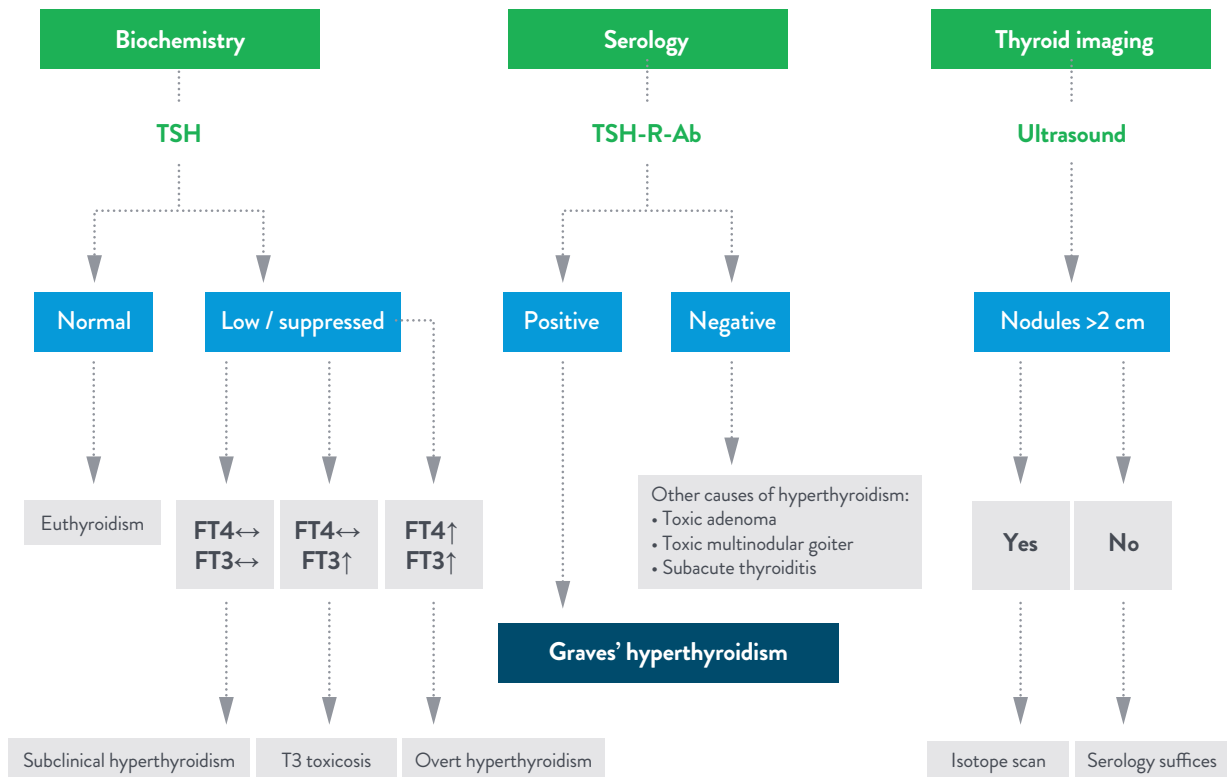 Biochemistry
Serology
Thyroid imaging
TSH
TSH-R-Ab
Ultrasound
Normal
Low / suppressed
Positive
Negative
Nodules >2 cm
Euthyroidism
FT4↔
FT3↔
FT4↔
FT3↑
FT4↑
FT3↑
Other causes of hyperthyroidism:
• Toxic adenoma
• Toxic multinodular goiter
• Subacute thyroiditis
Yes
No
Graves’ hyperthyroidism
Subclinical hyperthyroidism
T3 toxicosis
Overt hyperthyroidism
Isotope scan
Serology suffices